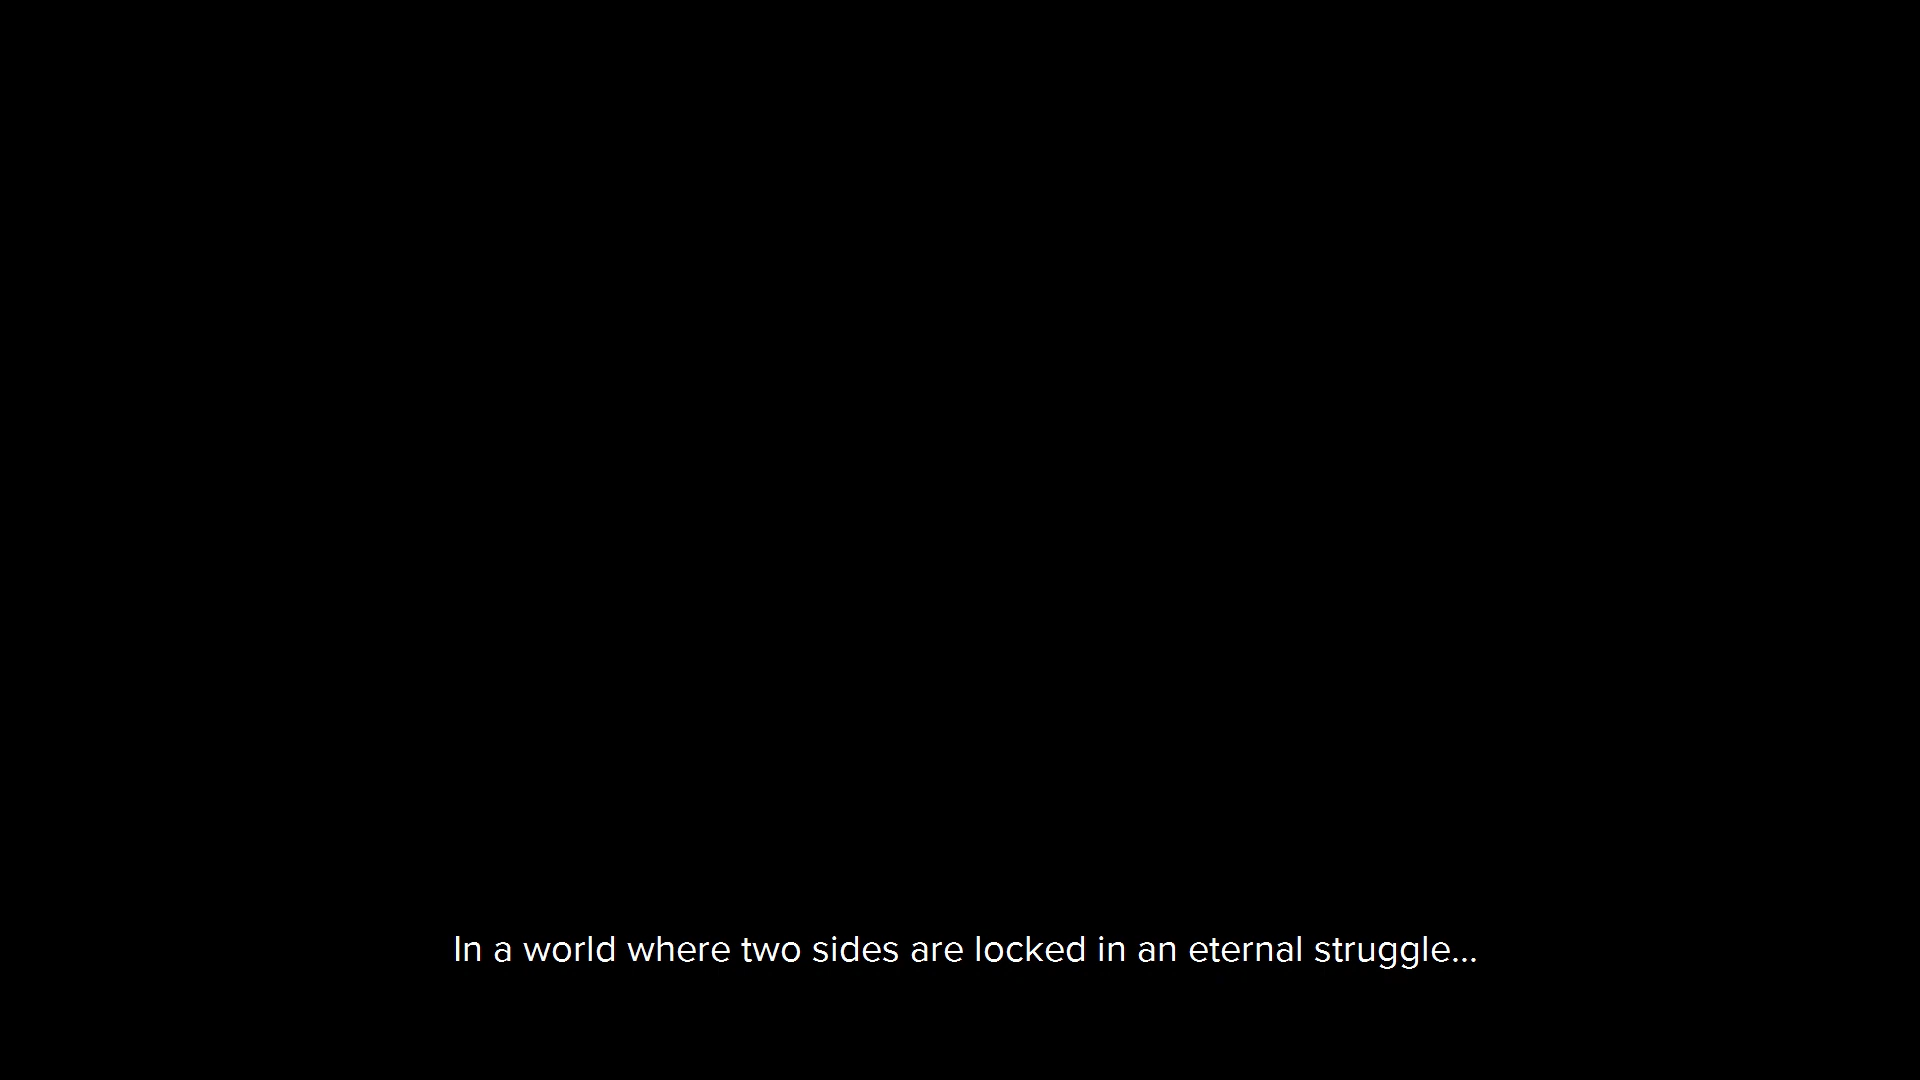 In a world where two sides are locked in an eternal struggle...